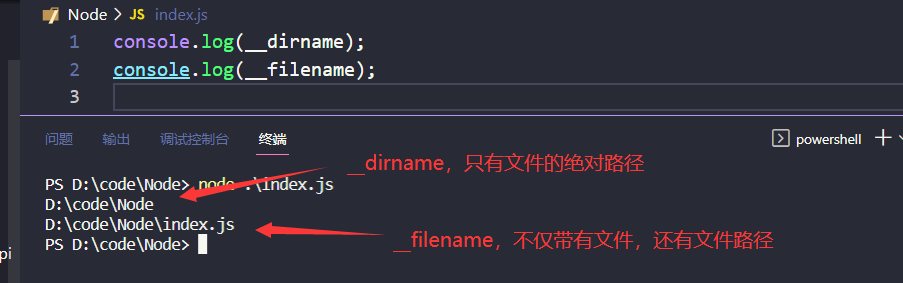 Node > JS index.js
1 console.log(__dirname);
2 console.log(__filename);
3
问题 输出 调试控制台 终端 powershell
__dirname，只有文件的绝对路径
PS D:\code\Node> node .\index.js
D:\code\Node
D:\code\Node\index.js
__filename，不仅带有文件，还有文件路径
PS D:\code\Node>
pi